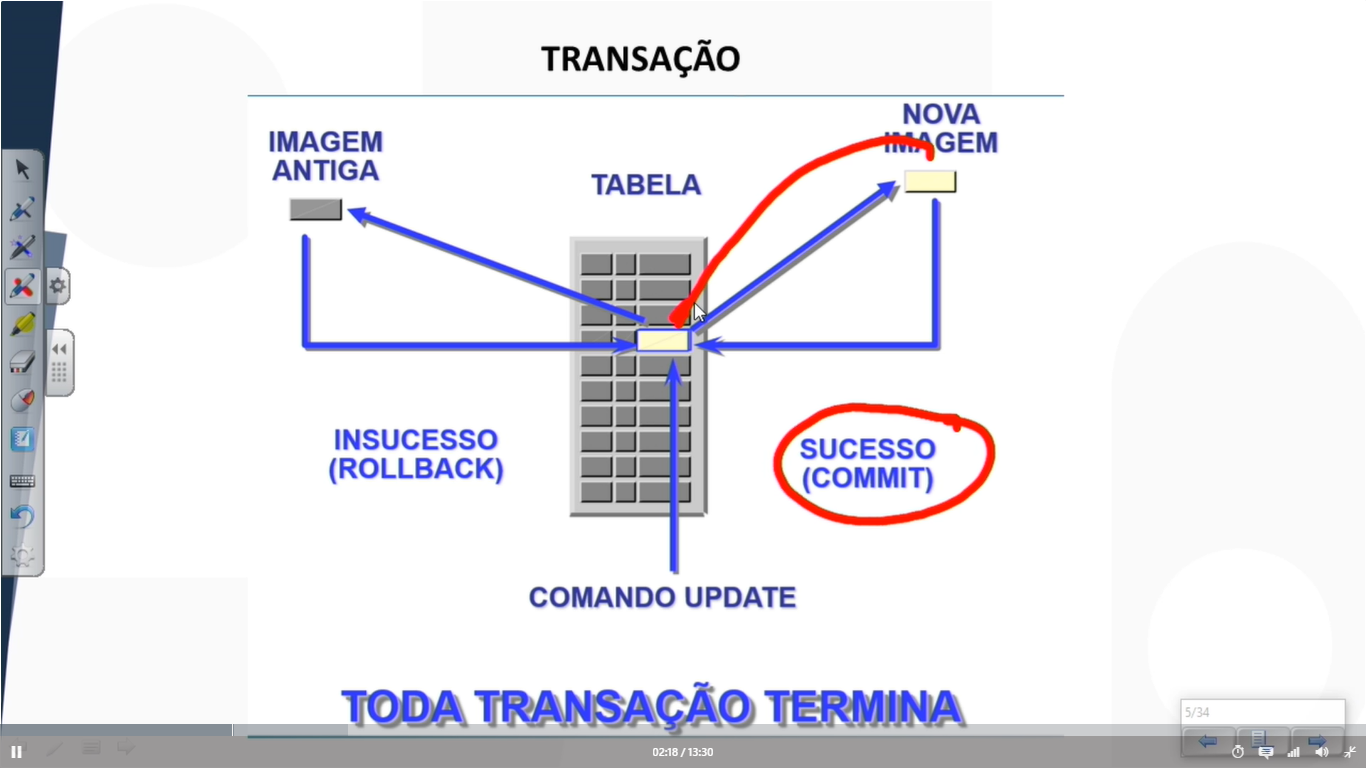 TRANSAÇÃO
IMAGEM
ANTIGA
TABELA
NOVA
IMAGEM
INSUCESSO
(ROLLBACK)
SUCESSO
(COMMIT)
COMANDO UPDATE
TODA TRANSAÇÃO TERMINA
5/34
02:18 / 13:30